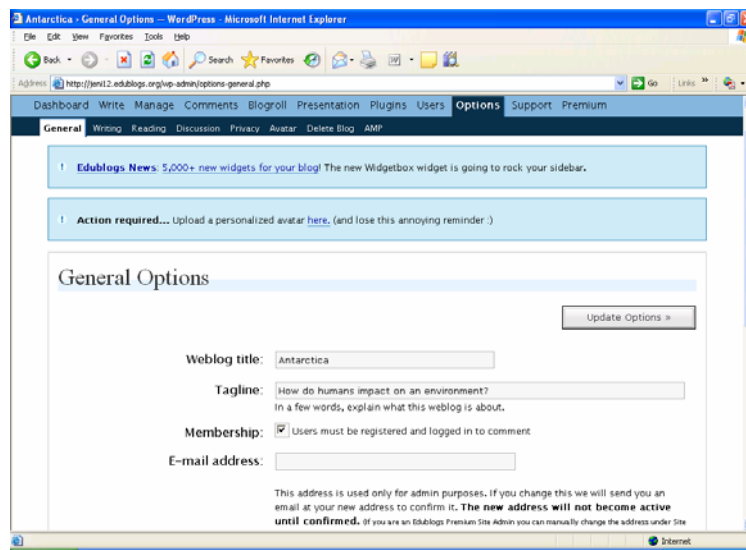 Antarctica › General Options — WordPress - Microsoft Internet Explorer
File Edit View Favorites Tools Help
Back Search Favorites
Address http://jenit2.edublogs.org/wp-admin/options-general.php Go Links »
Dashboard Write Manage Comments Blogroll Presentation Plugins Users Options Support Premium
General Writing Reading Discussion Privacy Avatar Delete Blog AMP
! Edublogs News: 5,000+ new widgets for your blog! The new Widgetbox widget is going to rock your sidebar.
! Action required... Upload a personalized avatar here. (and lose this annoying reminder :)
General Options
Update Options »
Weblog title: Antarctica
Tagline: How do humans impact on an environment?
In a few words, explain what this weblog is about.
Membership: Users must be registered and logged in to comment
E-mail address:
This address is used only for admin purposes. If you change this we will send you an
email at your new address to confirm it. The new address will not become active
until confirmed. (If you are an Edublogs Premium Site Admin you can manually change the address under Site
Internet